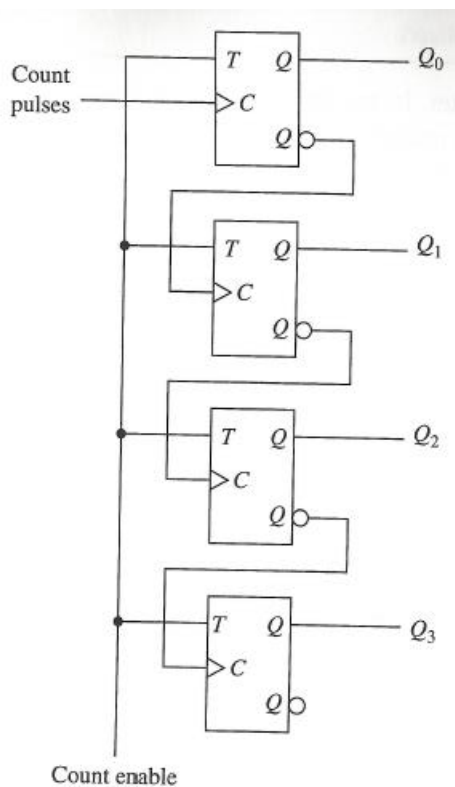 T Q Q₀
Count
pulses
C
Q
T Q Q₁
C
Q
T Q Q₂
C
Q
T Q Q₃
C
Q
Count enable